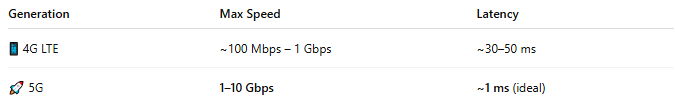 Generation Max Speed Latency
📱 4G LTE ~100 Mbps – 1 Gbps ~30–50 ms
🚀 5G 1–10 Gbps ~1 ms (ideal)